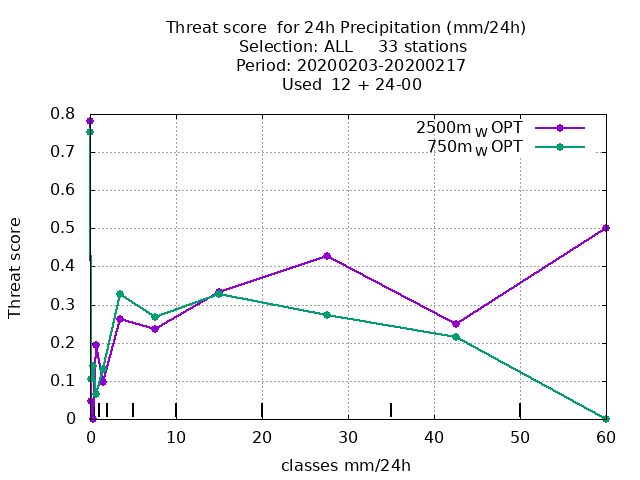 Threat score  for 24h Precipitation (mm/24h)
Selection: ALL     33 stations
Period: 20200203-20200217
Used  12 + 24-00
2500m W OPT
750m W OPT
Threat score
0.8
0.7
0.6
0.5
0.4
0.3
0.2
0.1
0
0 10 20 30 40 50 60
classes mm/24h